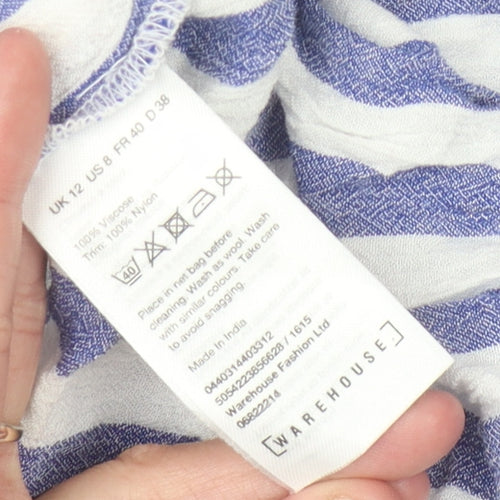 UK 12 US 8 FR 40 D 38
100% Viscose
Trim: 100% Nylon
40
Place in net bag before
cleaning. Wash as wool. Wash
with similar colours. Take care
to avoid snagging.
Made in India
0440314403312
5054223856628 / 1615
Warehouse Fashion Ltd
06822214
[WAREHOUSE]